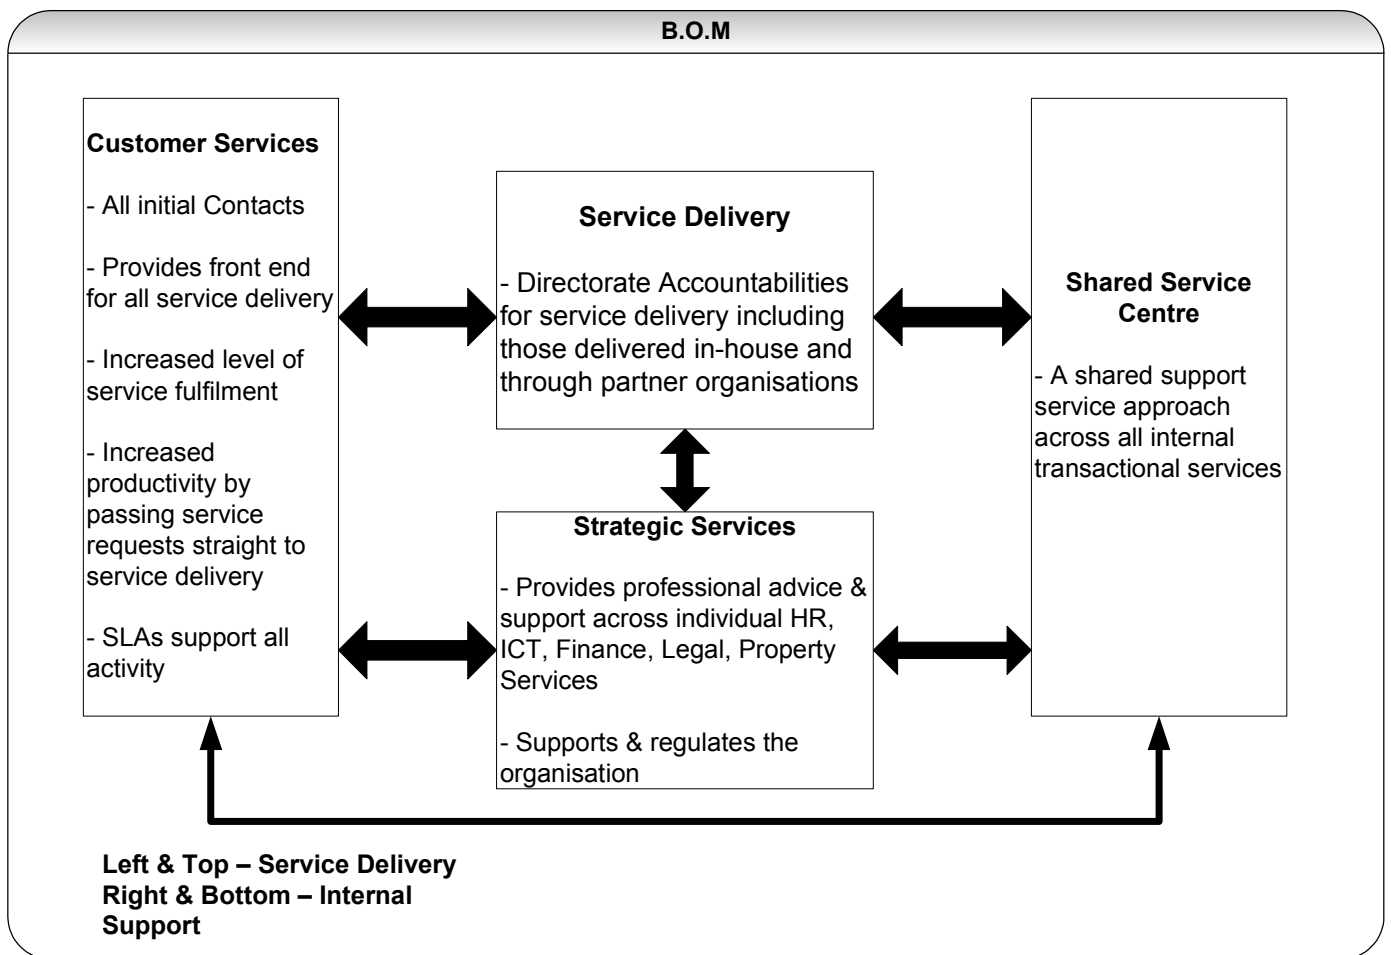 B.O.M
Customer Services
- All initial Contacts
- Provides front end
for all service delivery
- Increased level of
service fulfilment
- Increased
productivity by
passing service
requests straight to
service delivery
- SLAs support all
activity
Service Delivery
- Directorate Accountabilities
for service delivery including
those delivered in-house and
through partner organisations
Strategic Services
- Provides professional advice &
support across individual HR,
ICT, Finance, Legal, Property
Services
- Supports & regulates the
organisation
Shared Service
Centre
- A shared support
service approach
across all internal
transactional services
Left & Top – Service Delivery
Right & Bottom – Internal
Support